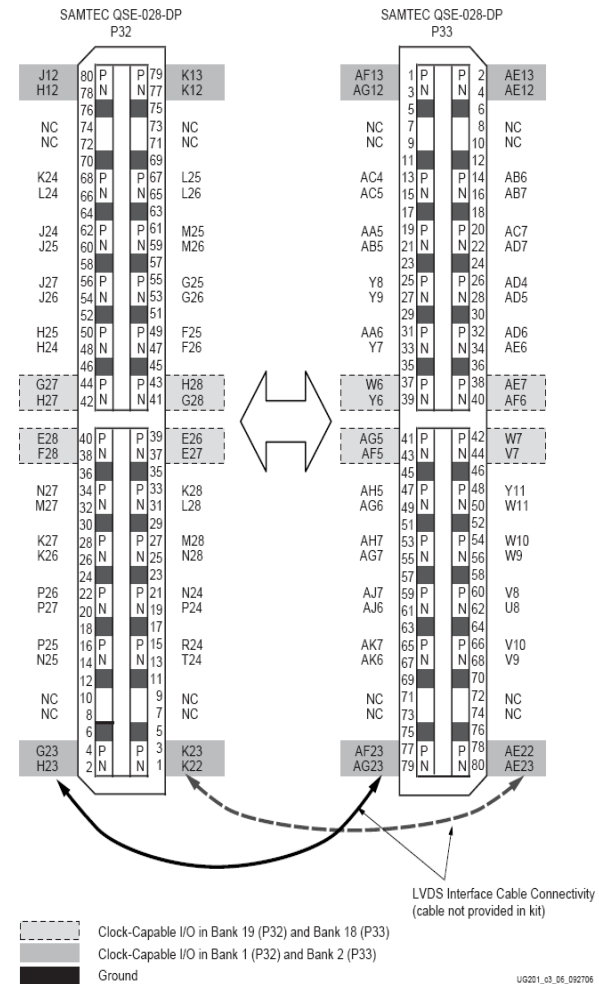 SAMTEC QSE-028-DP SAMTEC QSE-028-DP
P32 P33
J12 80 P P 79 K13 AF13 1 P P 2 AE13
H12 78 N N 77 K12 AG12 3 N N 4 AE12
76 75 5 6
NC 74 73 NC NC 7 8 NC
NC 72 71 NC NC 9 10 NC
70 69 11 12
K24 68 P P 67 L25 AC4 13 P P 14 AB6
L24 66 N N 65 L26 AC5 15 N N 16 AB7
64 63 17 18
J24 62 P P 61 M25 AA5 19 P P 20 AC7
J25 60 N N 59 M26 AB5 21 N N 22 AD7
58 57 23 24
J27 56 P P 55 G25 Y8 25 P P 26 AD4
J26 54 N N 53 G26 Y9 27 N N 28 AD5
52 51 29 30
H25 50 P P 49 F25 AA6 31 P P 32 AD6
H24 48 N N 47 F26 Y7 33 N N 34 AE6
46 45 35 36
G27 44 P P 43 H28 W6 37 P P 38 AE7
H27 42 N N 41 G28 Y6 39 N N 40 AF6
E28 40 P P 39 E26 AG5 41 P P 42 W7
F28 38 N N 37 E27 AF5 43 N N 44 V7
36 35 45 46
N27 34 P P 33 K28 AH5 47 P P 48 Y11
M27 32 N N 31 L28 AG6 49 N N 50 W11
30 29 51 52
K27 28 P P 27 M28 AH7 53 P P 54 W10
K26 26 N N 25 N28 AG7 55 N N 56 W9
24 23 57 58
P26 22 P P 21 N24 AJ7 59 P P 60 V8
P27 20 N N 19 P24 AJ6 61 N N 62 U8
18 17 63 64
P25 16 P P 15 R24 AK7 65 P P 66 V10
N25 14 N N 13 T24 AK6 67 N N 68 V9
12 11 69 70
NC 10 9 NC NC 71 72 NC
NC 8 7 NC NC 73 74 NC
6 5 75 76
G23 4 P P 3 K23 AF23 77 P P 78 AE22
H23 2 N N 1 K22 AG23 79 N N 80 AE23
LVDS Interface Cable Connectivity
(cable not provided in kit)
Clock-Capable I/O in Bank 19 (P32) and Bank 18 (P33)
Clock-Capable I/O in Bank 1 (P32) and Bank 2 (P33)
Ground
UG201_c3_06_092706